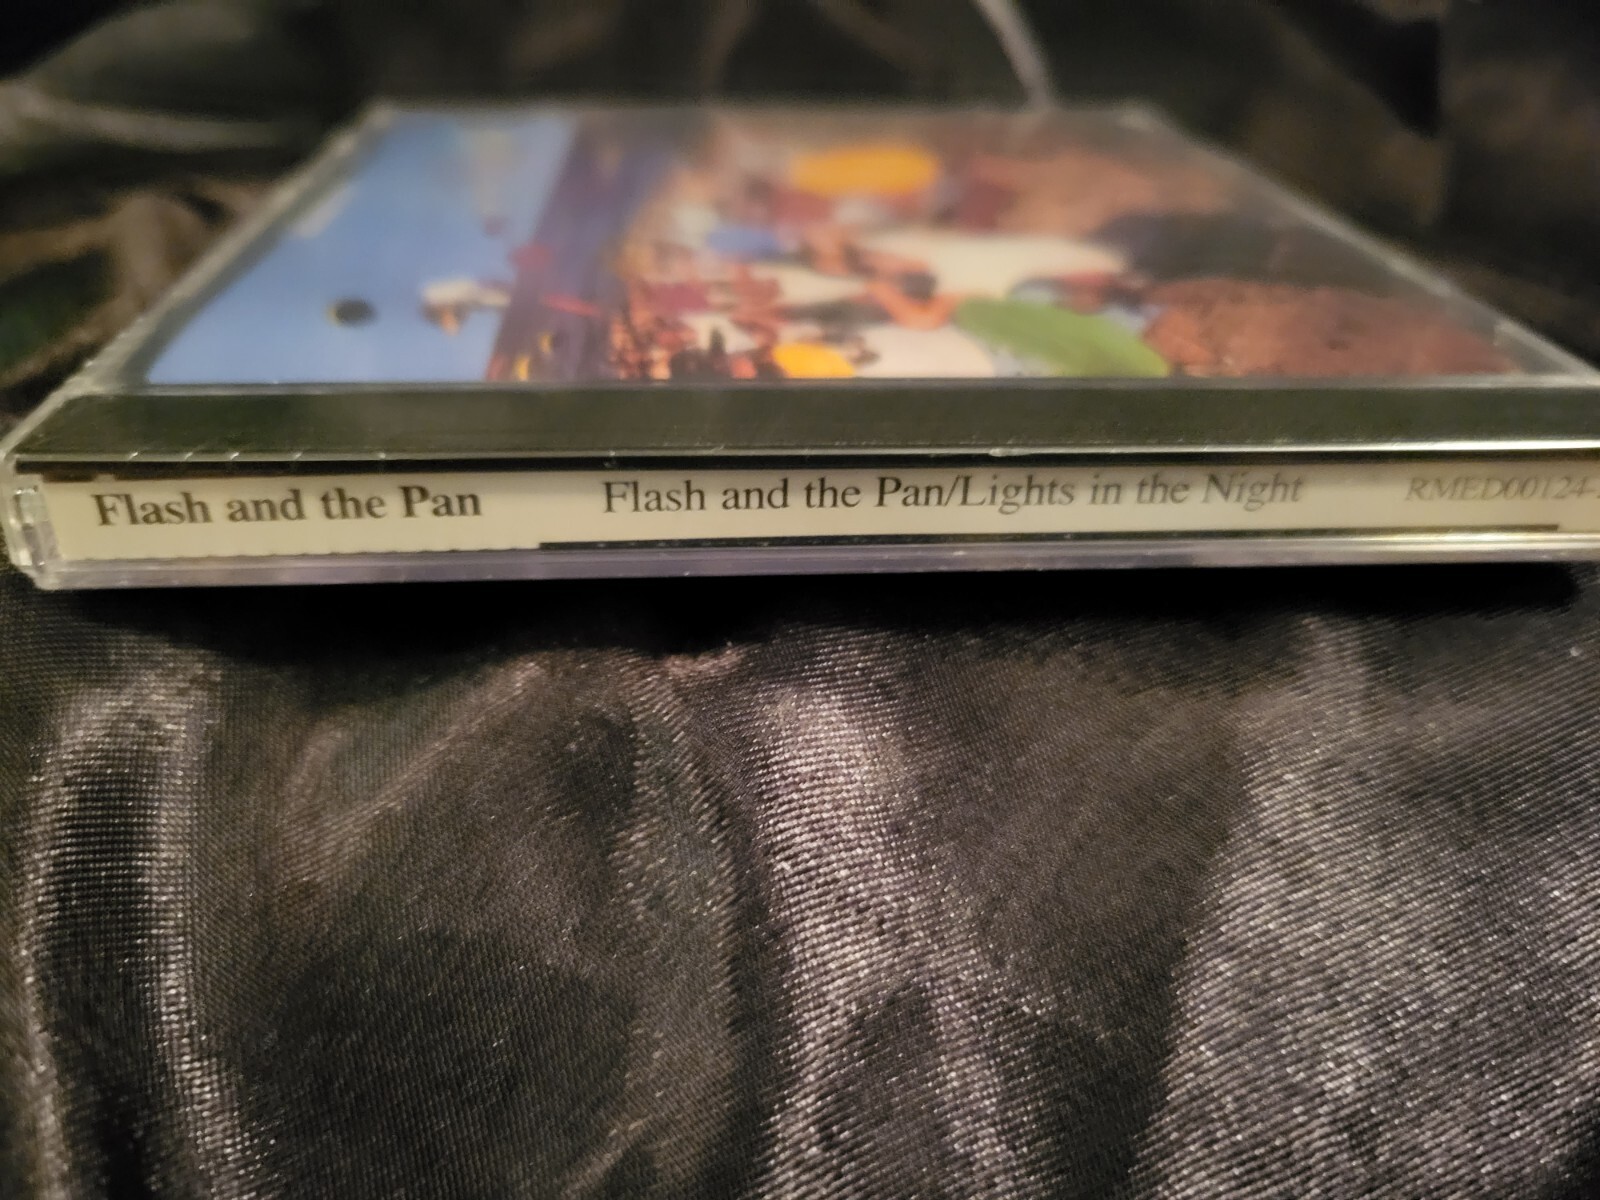 Flash and the Pan Flash and the Pan/Lights in the Night RMED00124-